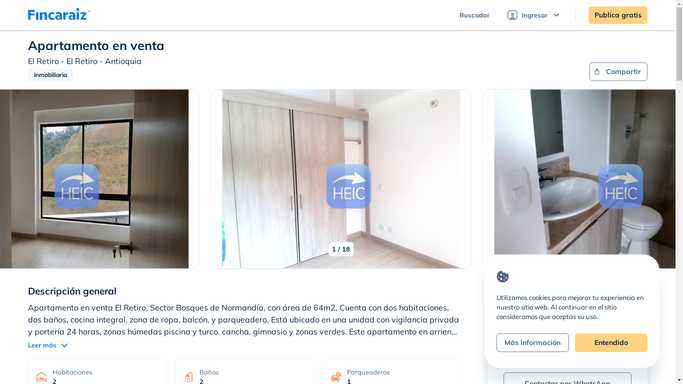 Fincaraiz
Buscador
Ingresar
Publica gratis
Apartamento en venta
El Retiro - El Retiro - Antioquia
Inmobiliaria
Compartir
HEIC
HEIC
HEIC
1 / 18
Descripción general
Apartamento en venta El Retiro, Sector Bosques de Normandía, con área de 64m2, Cuenta con dos habitaciones,
dos baños, cocina integral, zona de ropa, balcón, y parqueadero. Está ubicado en una unidad con vigilancia privada
y portería 24 horas, zonas húmedas piscina y turco, cancha, gimnasio y zonas verdes. Este apartamento en arrien...
Leer más
Habitaciones
2
Baños
2
Parqueaderos
1
Utilizamos cookies para mejorar tu experiencia en
nuestro sitio web. Al continuar en el sitio
consideramos que aceptas su uso.
Más información
Entendido
Contactar por WhatsApp